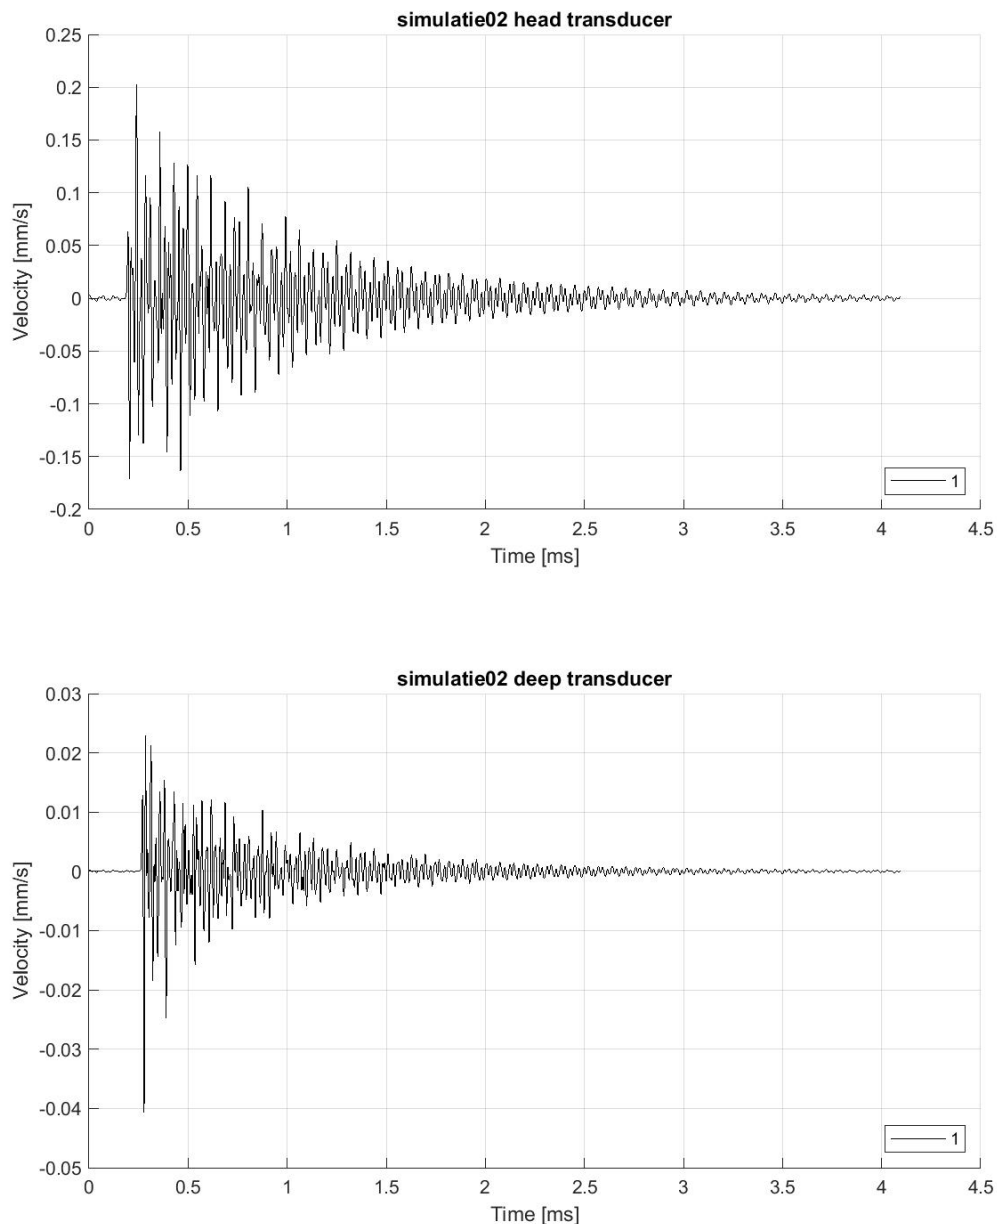 simulatie02 head transducer
0.25
0.2
0.15
0.1
0.05
0
-0.05
-0.1
-0.15
-0.2
Velocity [mm/s]
1
0 0.5 1 1.5 2 2.5 3 3.5 4 4.5
Time [ms]
simulatie02 deep transducer
0.03
0.02
0.01
0
-0.01
-0.02
-0.03
-0.04
-0.05
Velocity [mm/s]
1
0 0.5 1 1.5 2 2.5 3 3.5 4 4.5
Time [ms]